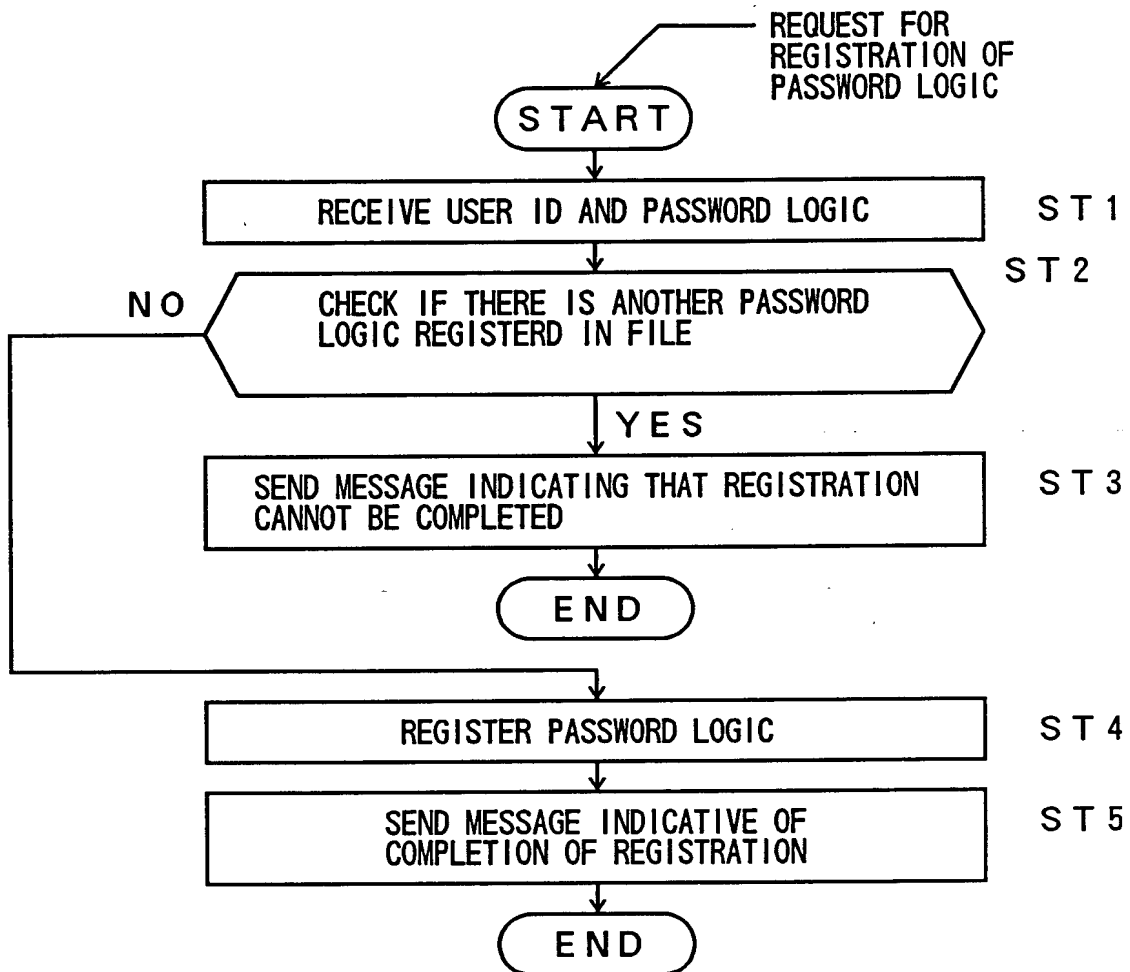 REQUEST FOR
REGISTRATION OF
PASSWORD LOGIC
START
RECEIVE USER ID AND PASSWORD LOGIC
ST1
ST2
NO
CHECK IF THERE IS ANOTHER PASSWORD
LOGIC REGISTERD IN FILE
YES
SEND MESSAGE INDICATING THAT REGISTRATION
CANNOT BE COMPLETED
ST3
END
REGISTER PASSWORD LOGIC
ST4
SEND MESSAGE INDICATIVE OF
COMPLETION OF REGISTRATION
ST5
END